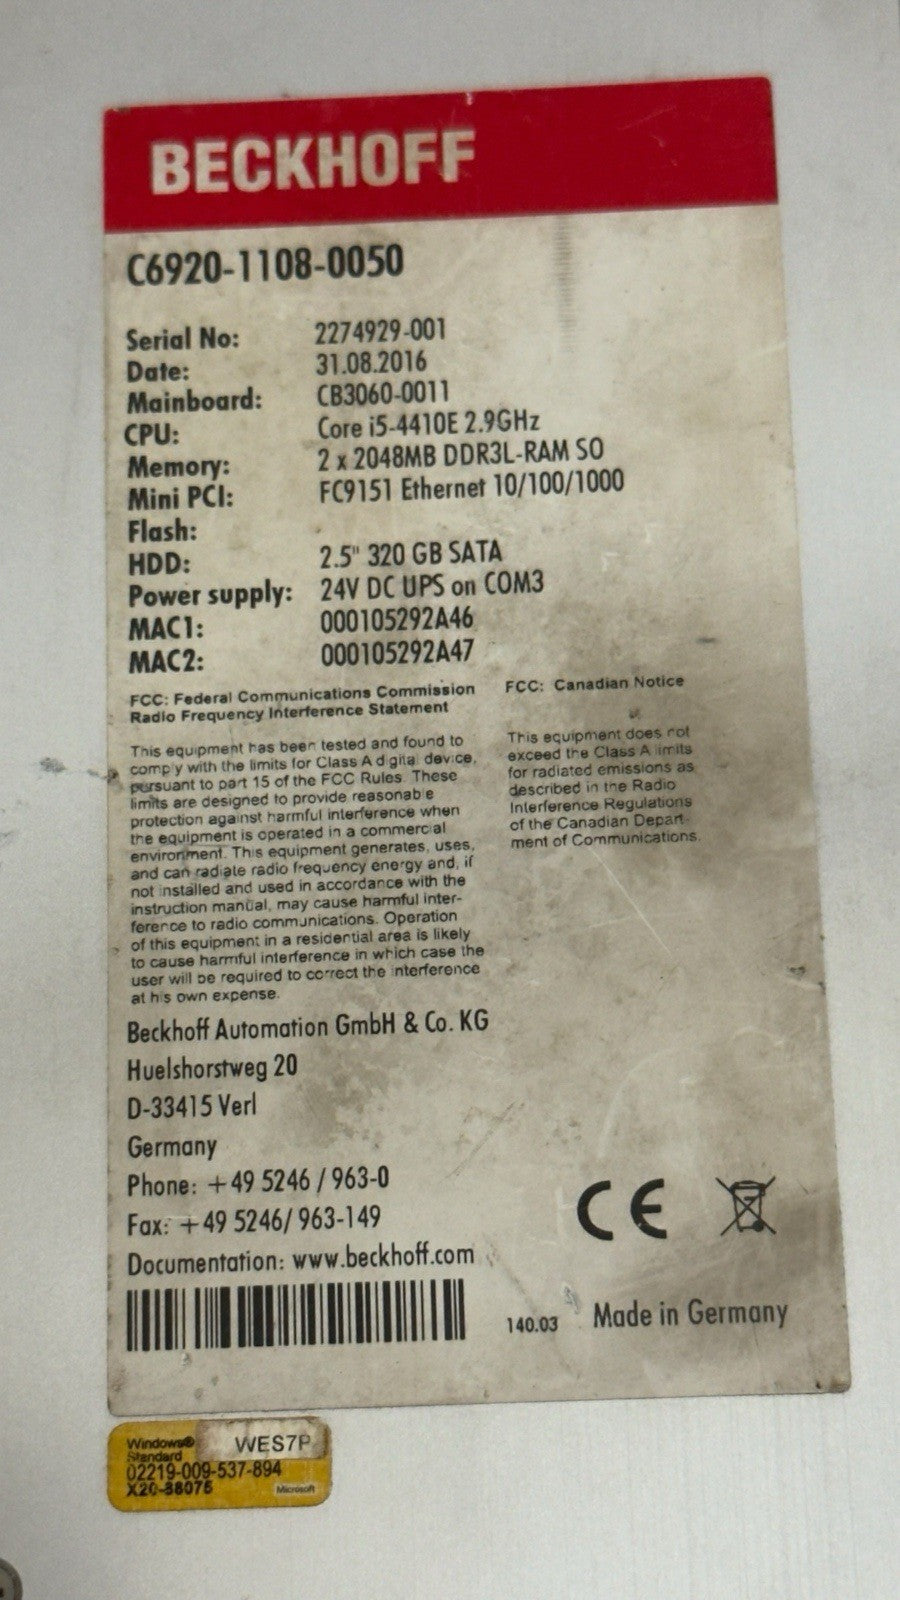 BECKHOFF
C6920-1108-0050
Serial No: 2274929-001
Date: 31.08.2016
Mainboard: CB3060-0011
CPU: Core i5-4410E 2.9GHz
Memory: 2 x 2048MB DDR3L-RAM SO
Mini PCI: FC9151 Ethernet 10/100/1000
Flash:
HDD: 2.5" 320 GB SATA
Power supply: 24V DC UPS on COM3
MAC1: 000105292A46
MAC2: 000105292A47
FCC: Federal Communications Commission
Radio Frequency Interference Statement
This equipment has been tested and found to
comply with the limits for Class A digital device,
pursuant to part 15 of the FCC Rules. These
limits are designed to provide reasonable
protection against harmful interference when
the equipment is operated in a commercial
environment. This equipment generates, uses,
and can radiate radio frequency energy and, if
not installed and used in accordance with the
instruction manual, may cause harmful inter-
ference to radio communications. Operation
of this equipment in a residential area is likely
to cause harmful interference in which case the
user will be required to correct the interference
at his own expense.
FCC: Canadian Notice
This equipment does not
exceed the Class A limits
for radiated emissions as
described in the Radio
Interference Regulations
of the Canadian Depart-
ment of Communications.
Beckhoff Automation GmbH & Co. KG
Huelshorstweg 20
D-33415 Verl
Germany
Phone: +49 5246 / 963-0
Fax: +49 5246/ 963-149
Documentation: www.beckhoff.com
CE
140.03 Made in Germany
Windows® WES7P
Standard
02219-009-537-894
X20-88075 Microsoft